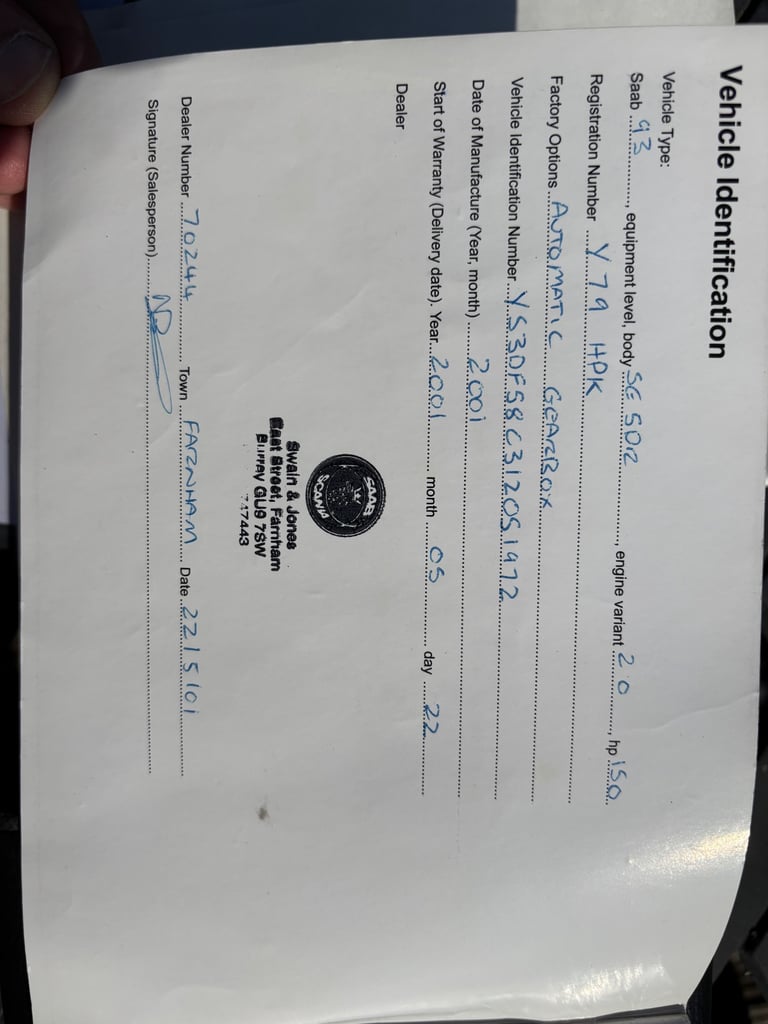 Vehicle Identification
Vehicle Type:
Saab 93, equipment level, body SE 5DR, engine variant 2.0, hp 150
Registration Number Y79 HPK
Factory Options AUTOMATIC GEARBOX
Vehicle Identification Number YS3DF58C312051972
Date of Manufacture (Year, month) 2001
Start of Warranty (Delivery date), Year 2001 month 05 day 22
Dealer
SAAB
SCANIA
Swain & Jones
East Street, Farnham
Surrey GU9 7SW
747443
Dealer Number 70244 Town FARNHAM Date 22/5/01
Signature (Salesperson)